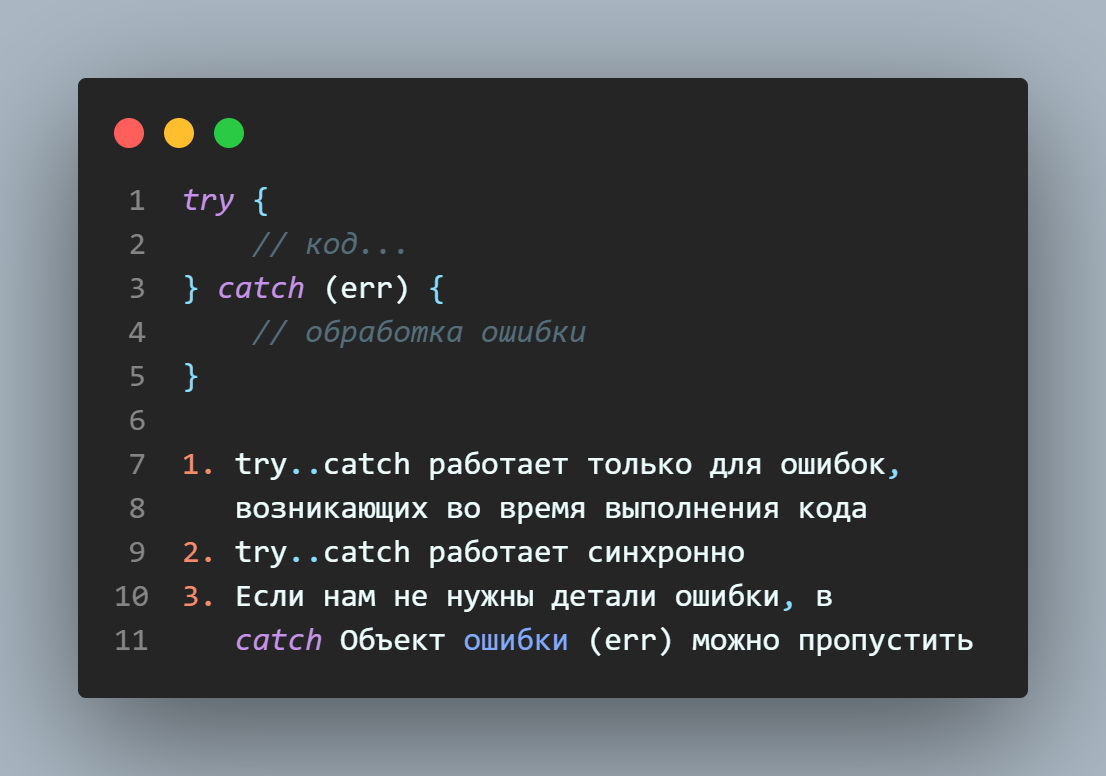 1 try {
2 // код...
3 } catch (err) {
4 // обработка ошибки
5 }
6
7 1. try..catch работает только для ошибок,
8 возникающих во время выполнения кода
9 2. try..catch работает синхронно
10 3. Если нам не нужны детали ошибки, в
11 catch Объект ошибки (err) можно пропустить